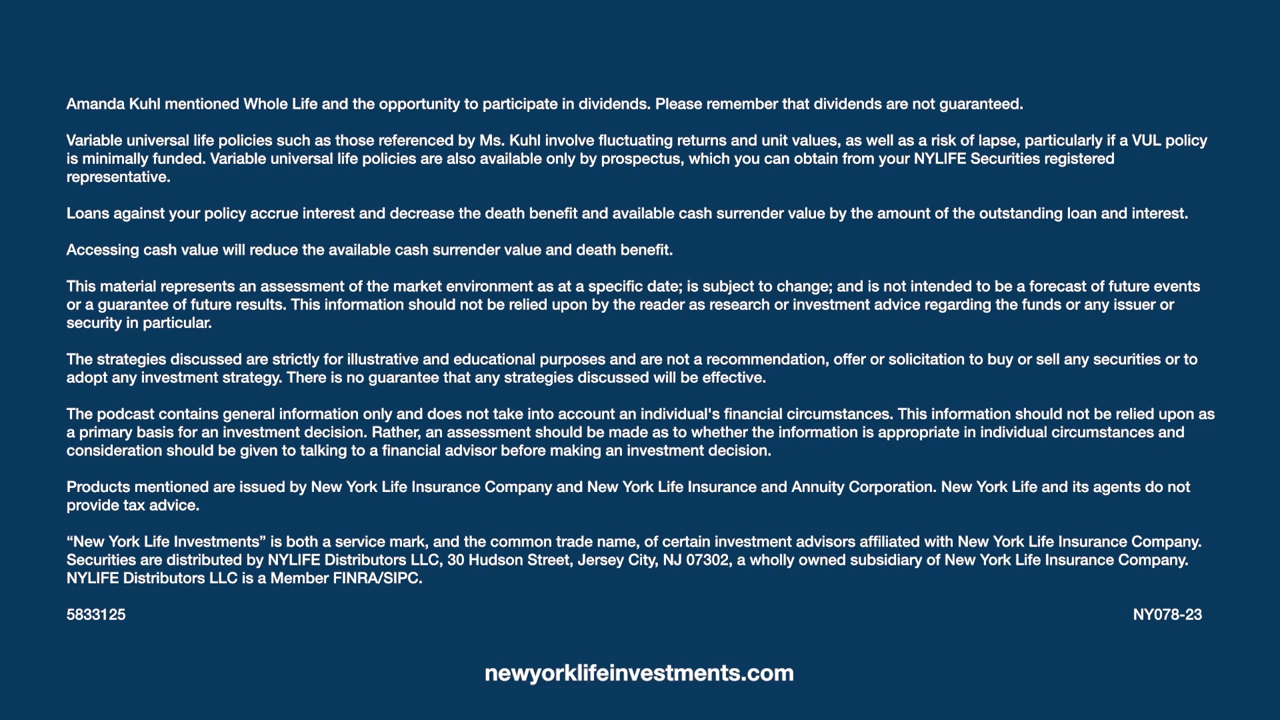 Amanda Kuhl mentioned Whole Life and the opportunity to participate in dividends. Please remember that dividends are not guaranteed.
Variable universal life policies such as those referenced by Ms. Kuhl involve fluctuating returns and unit values, as well as a risk of lapse, particularly if a VUL policy
is minimally funded. Variable universal life policies are also available only by prospectus, which you can obtain from your NYLIFE Securities registered
representative.
Loans against your policy accrue interest and decrease the death benefit and available cash surrender value by the amount of the outstanding loan and interest.
Accessing cash value will reduce the available cash surrender value and death benefit.
This material represents an assessment of the market environment as at a specific date; is subject to change; and is not intended to be a forecast of future events
or a guarantee of future results. This information should not be relied upon by the reader as research or investment advice regarding the funds or any issuer or
security in particular.
The strategies discussed are strictly for illustrative and educational purposes and are not a recommendation, offer or solicitation to buy or sell any securities or to
adopt any investment strategy. There is no guarantee that any strategies discussed will be effective.
The podcast contains general information only and does not take into account an individual's financial circumstances. This information should not be relied upon as
a primary basis for an investment decision. Rather, an assessment should be made as to whether the information is appropriate in individual circumstances and
consideration should be given to talking to a financial advisor before making an investment decision.
Products mentioned are issued by New York Life Insurance Company and New York Life Insurance and Annuity Corporation. New York Life and its agents do not
provide tax advice.
“New York Life Investments” is both a service mark, and the common trade name, of certain investment advisors affiliated with New York Life Insurance Company.
Securities are distributed by NYLIFE Distributors LLC, 30 Hudson Street, Jersey City, NJ 07302, a wholly owned subsidiary of New York Life Insurance Company.
NYLIFE Distributors LLC is a Member FINRA/SIPC.
5833125 NY078-23
newyorklifeinvestments.com